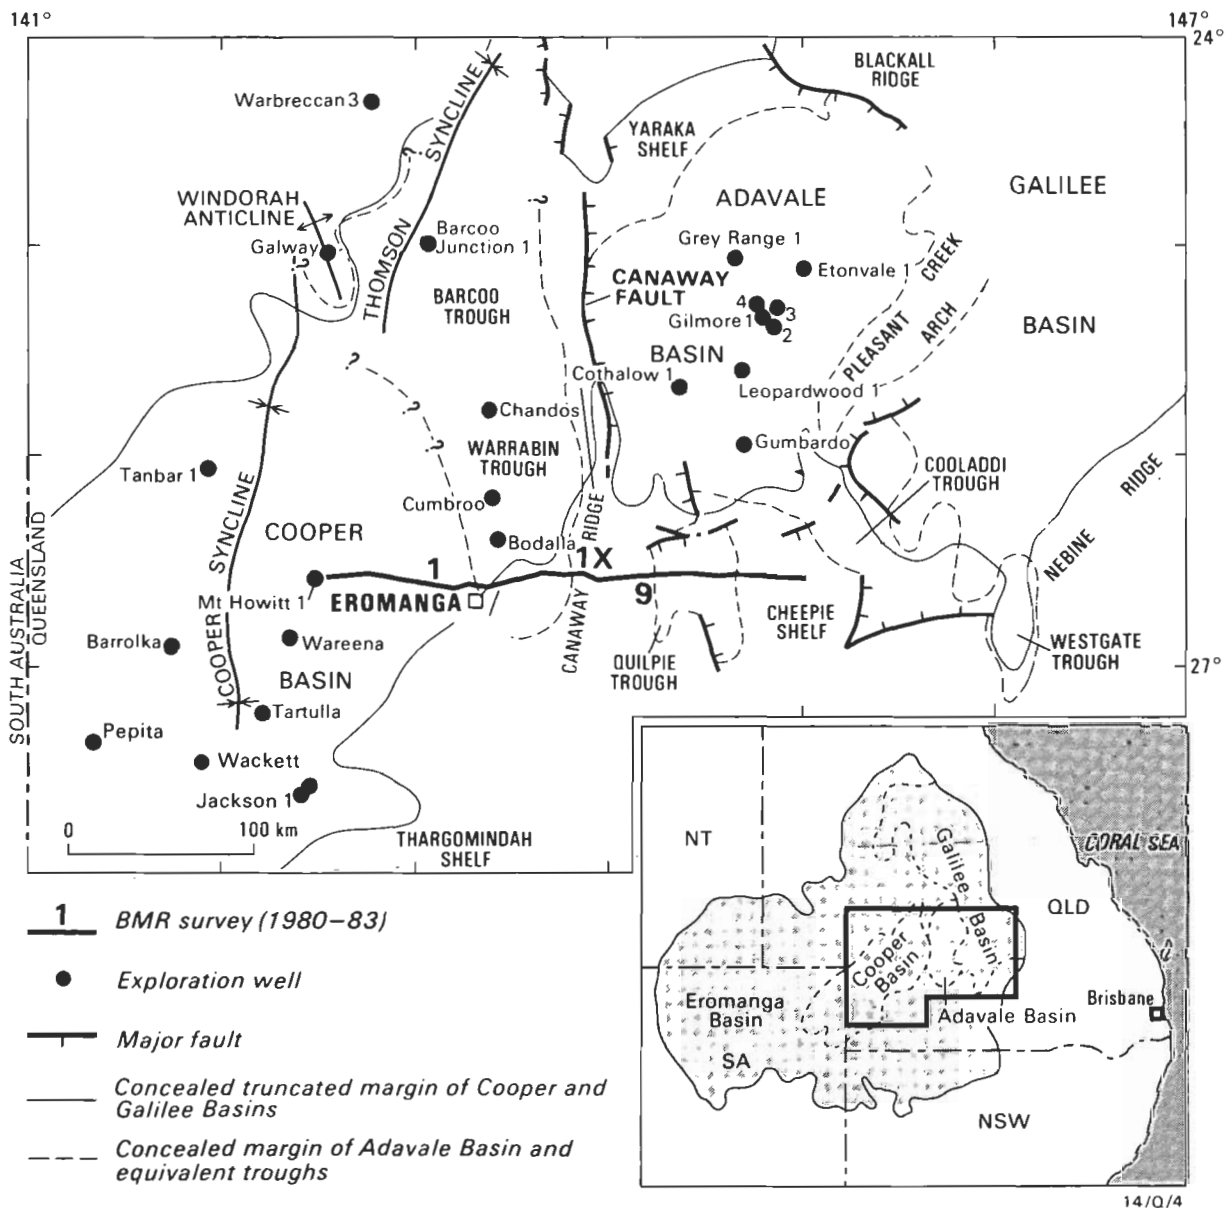 141°
147°
24°
BLACKALL
RIDGE
Warbreccan 3
THOMSON SYNCLINE
YARAKA
SHELF
GALILEE
WINDORAH
ANTICLINE
ADAVALE
?
?
Galway
?
Barcoo
Junction 1
Grey Range 1
Etonvale 1
CANAWAY
FAULT
PLEASANT CREEK
ARCH
BARCOO
TROUGH
4
3
Gilmore 1
2
BASIN
BASIN
?
Cothalow 1
Leopardwood 1
?
Chandos
?
WARRABIN
TROUGH
Gumbardo
COOLADDI
TROUGH
Tanbar 1
NEBINE RIDGE
Cumbroo
CANAWAY RIDGE
COOPER SYNCLINE
COOPER
Bodalla
1
1X
9
Mt Howitt 1
EROMANGA
CHEEPIE
SHELF
SOUTH AUSTRALIA
QUEENSLAND
Barrolka
Wareena
QUILPIE
TROUGH
WESTGATE
TROUGH
27°
BASIN
Tartulla
Pepita
Wackett
Jackson 1
0 100 km
THARGOMINDAH
SHELF
NT
CORAL SEA
Galilee Basin
QLD
Cooper
Basin
Eromanga
Basin
Adavale Basin
Brisbane
SA
NSW
1 BMR survey (1980–83)
Exploration well
Major fault
Concealed truncated margin of Cooper and
Galilee Basins
Concealed margin of Adavale Basin and
equivalent troughs
14/Q/4